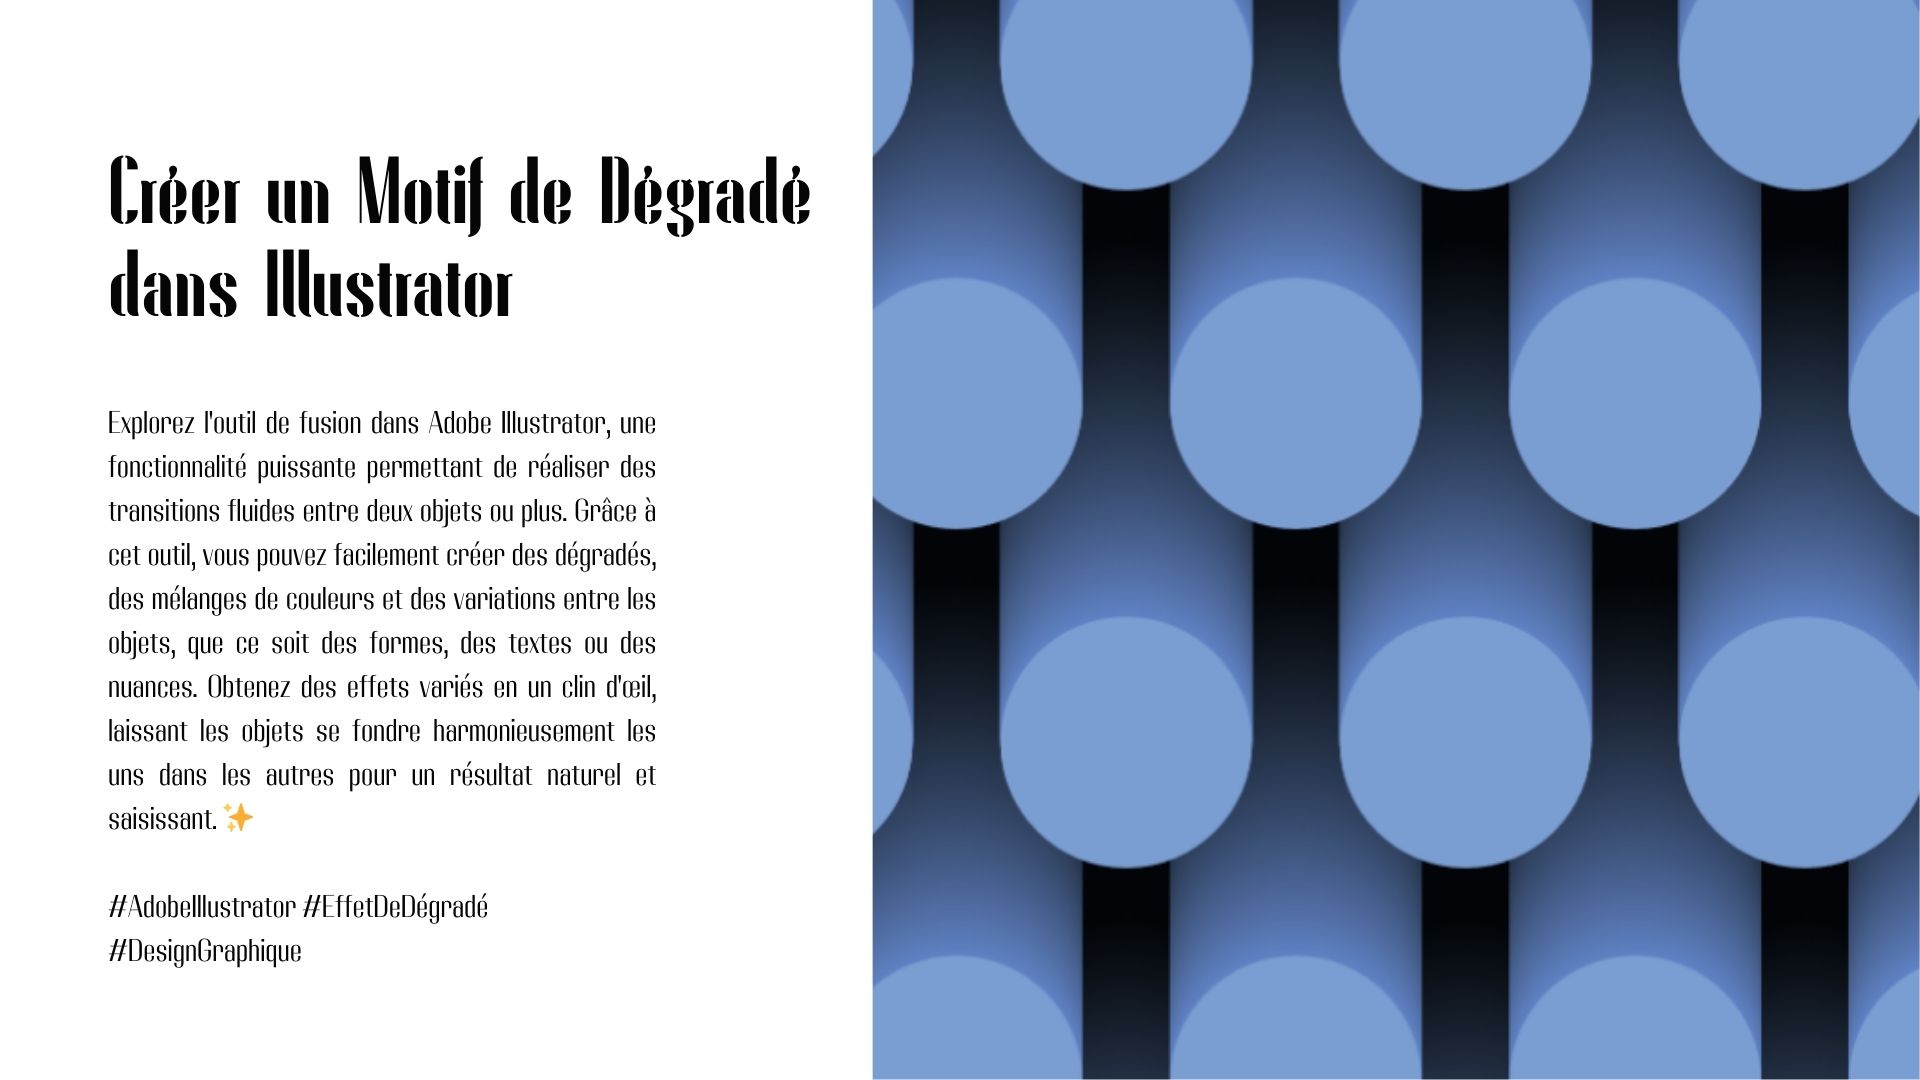 Créer un Motif de Dégradé
dans Illustrator
Explorez l'outil de fusion dans Adobe Illustrator, une
fonctionnalité puissante permettant de réaliser des
transitions fluides entre deux objets ou plus. Grâce à
cet outil, vous pouvez facilement créer des dégradés,
des mélanges de couleurs et des variations entre les
objets, que ce soit des formes, des textes ou des
nuances. Obtenez des effets variés en un clin d'œil,
laissant les objets se fondre harmonieusement les
uns dans les autres pour un résultat naturel et
saisissant. ✨
#AdobeIllustrator #EffetDeDégradé
#DesignGraphique